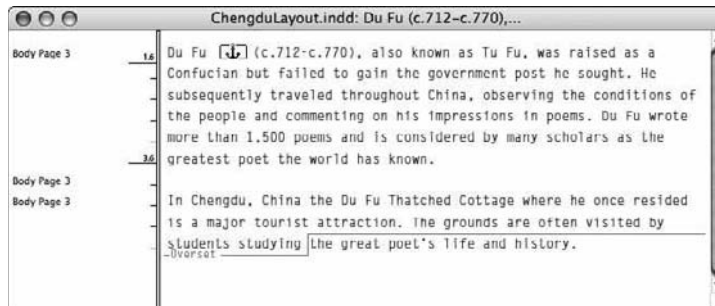 ChengduLayout.indd: Du Fu (c.712–c.770),...
Body Page 3
1.6
Du Fu (c.712-c.770), also known as Tu Fu, was raised as a
Confucian but failed to gain the government post he sought. He
subsequently traveled throughout China, observing the conditions of
the people and commenting on his impressions in poems. Du Fu wrote
more than 1,500 poems and is considered by many scholars as the
3.6
greatest poet the world has known.
Body Page 3
Body Page 3
In Chengdu, China the Du Fu Thatched Cottage where he once resided
is a major tourist attraction. The grounds are often visited by
students studying the great poet's life and history.
Overset